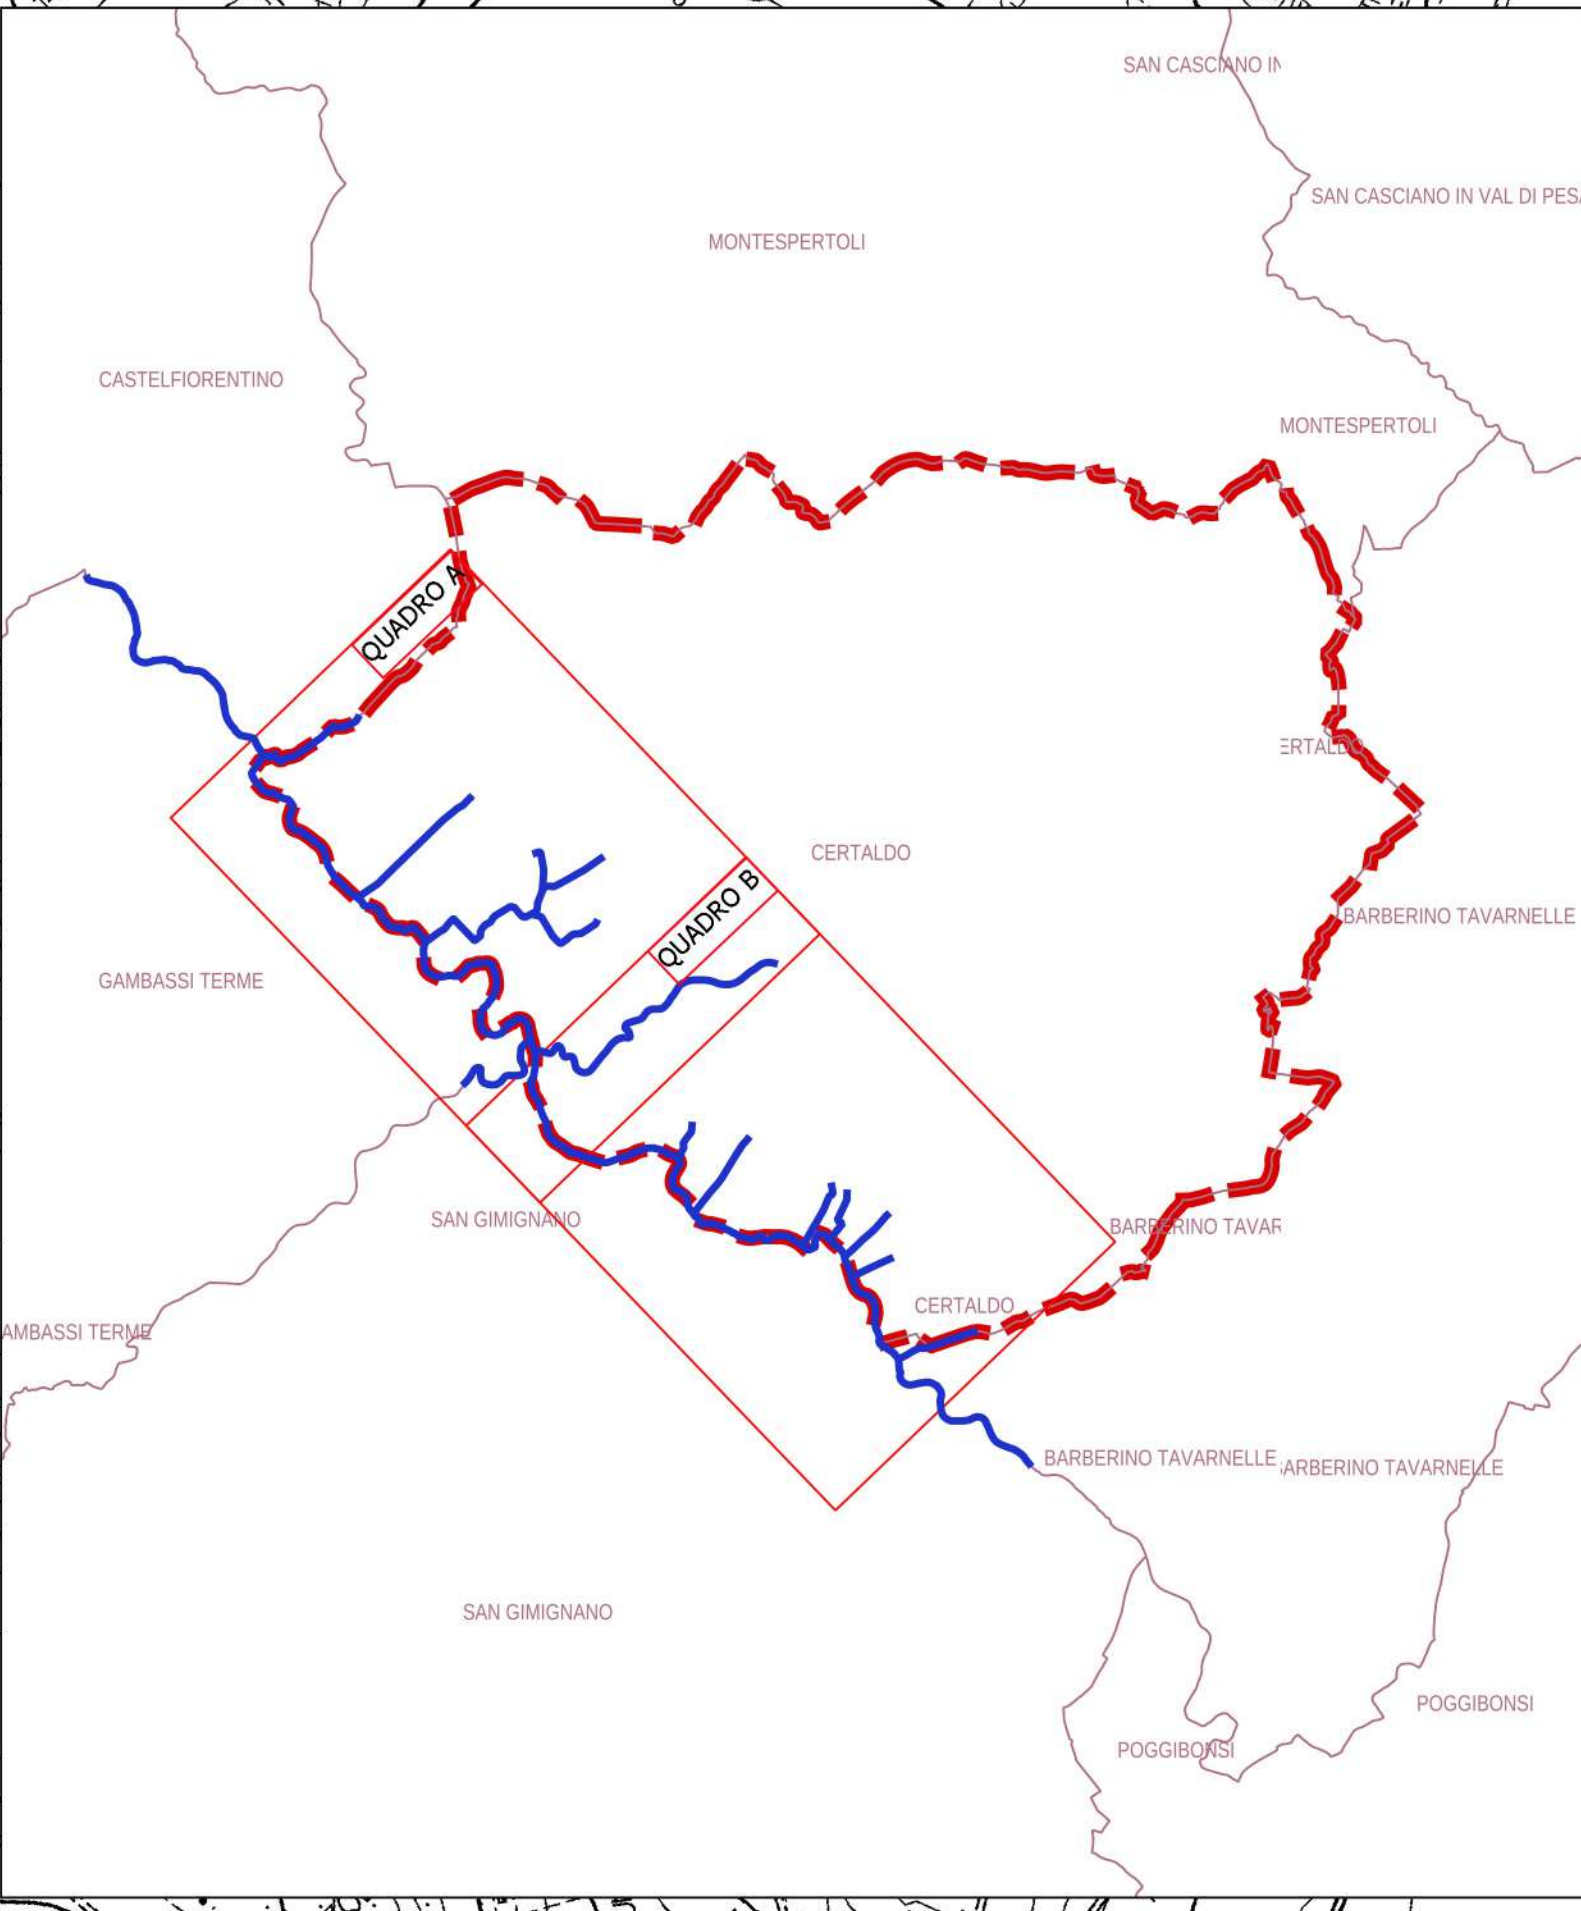 SAN CASCIANO IN
SAN CASCIANO IN VAL DI PESA
MONTESPERTOLI
CASTELFIORENTINO
MONTESPERTOLI
QUADRO A
ERTALDO
CERTALDO
QUADRO B
BARBERINO TAVARNELLE
GAMBASSI TERME
SAN GIMIGNANO
BARBERINO TAVAR
CERTALDO
AMBASSI TERME
BARBERINO TAVARNELLE
ARBERINO TAVARNELLE
SAN GIMIGNANO
POGGIBONSI
POGGIBONSI